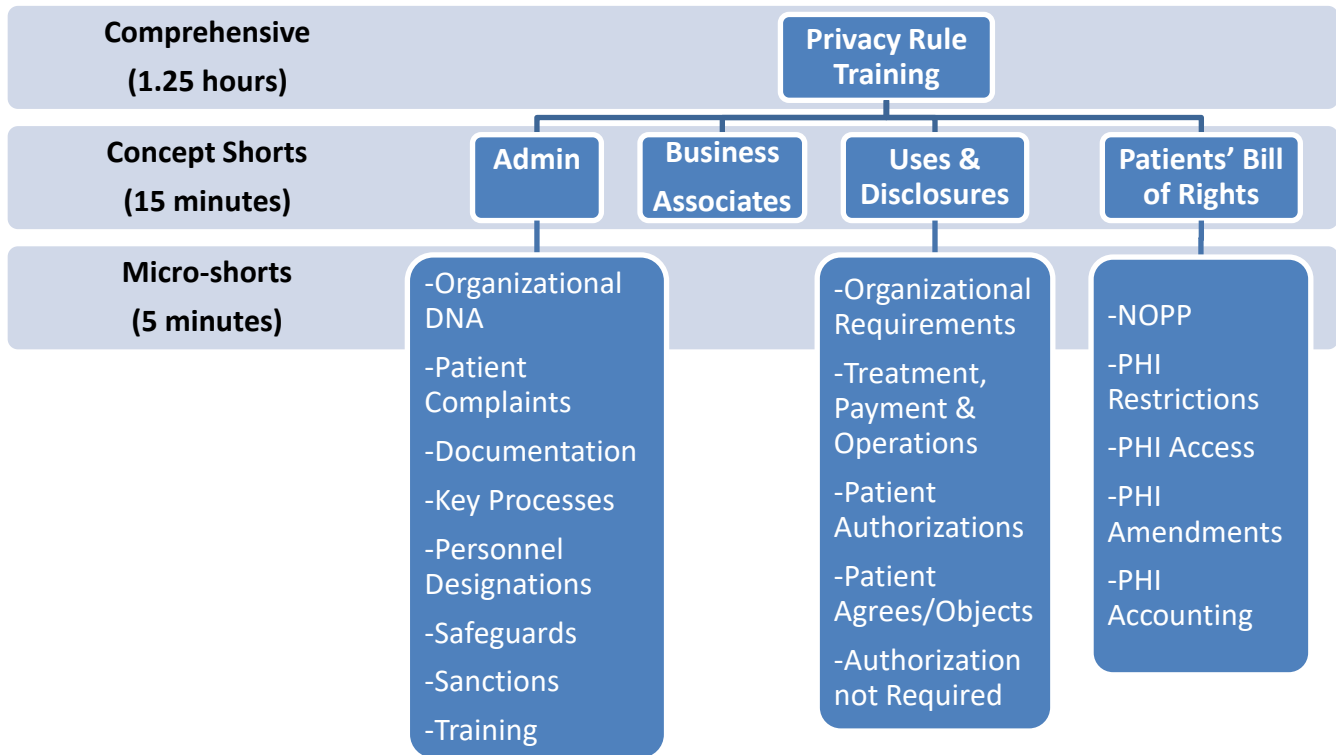 Comprehensive
(1.25 hours)
Privacy Rule
Training
Concept Shorts
(15 minutes)
Admin
Business
Associates
Uses &
Disclosures
Patients’ Bill
of Rights
Micro-shorts
(5 minutes)
-Organizational
DNA
-Patient
Complaints
-Documentation
-Key Processes
-Personnel
Designations
-Safeguards
-Sanctions
-Training
-Organizational
Requirements
-Treatment,
Payment &
Operations
-Patient
Authorizations
-Patient
Agrees/Objects
-Authorization
not Required
-NOPP
-PHI
Restrictions
-PHI Access
-PHI
Amendments
-PHI
Accounting